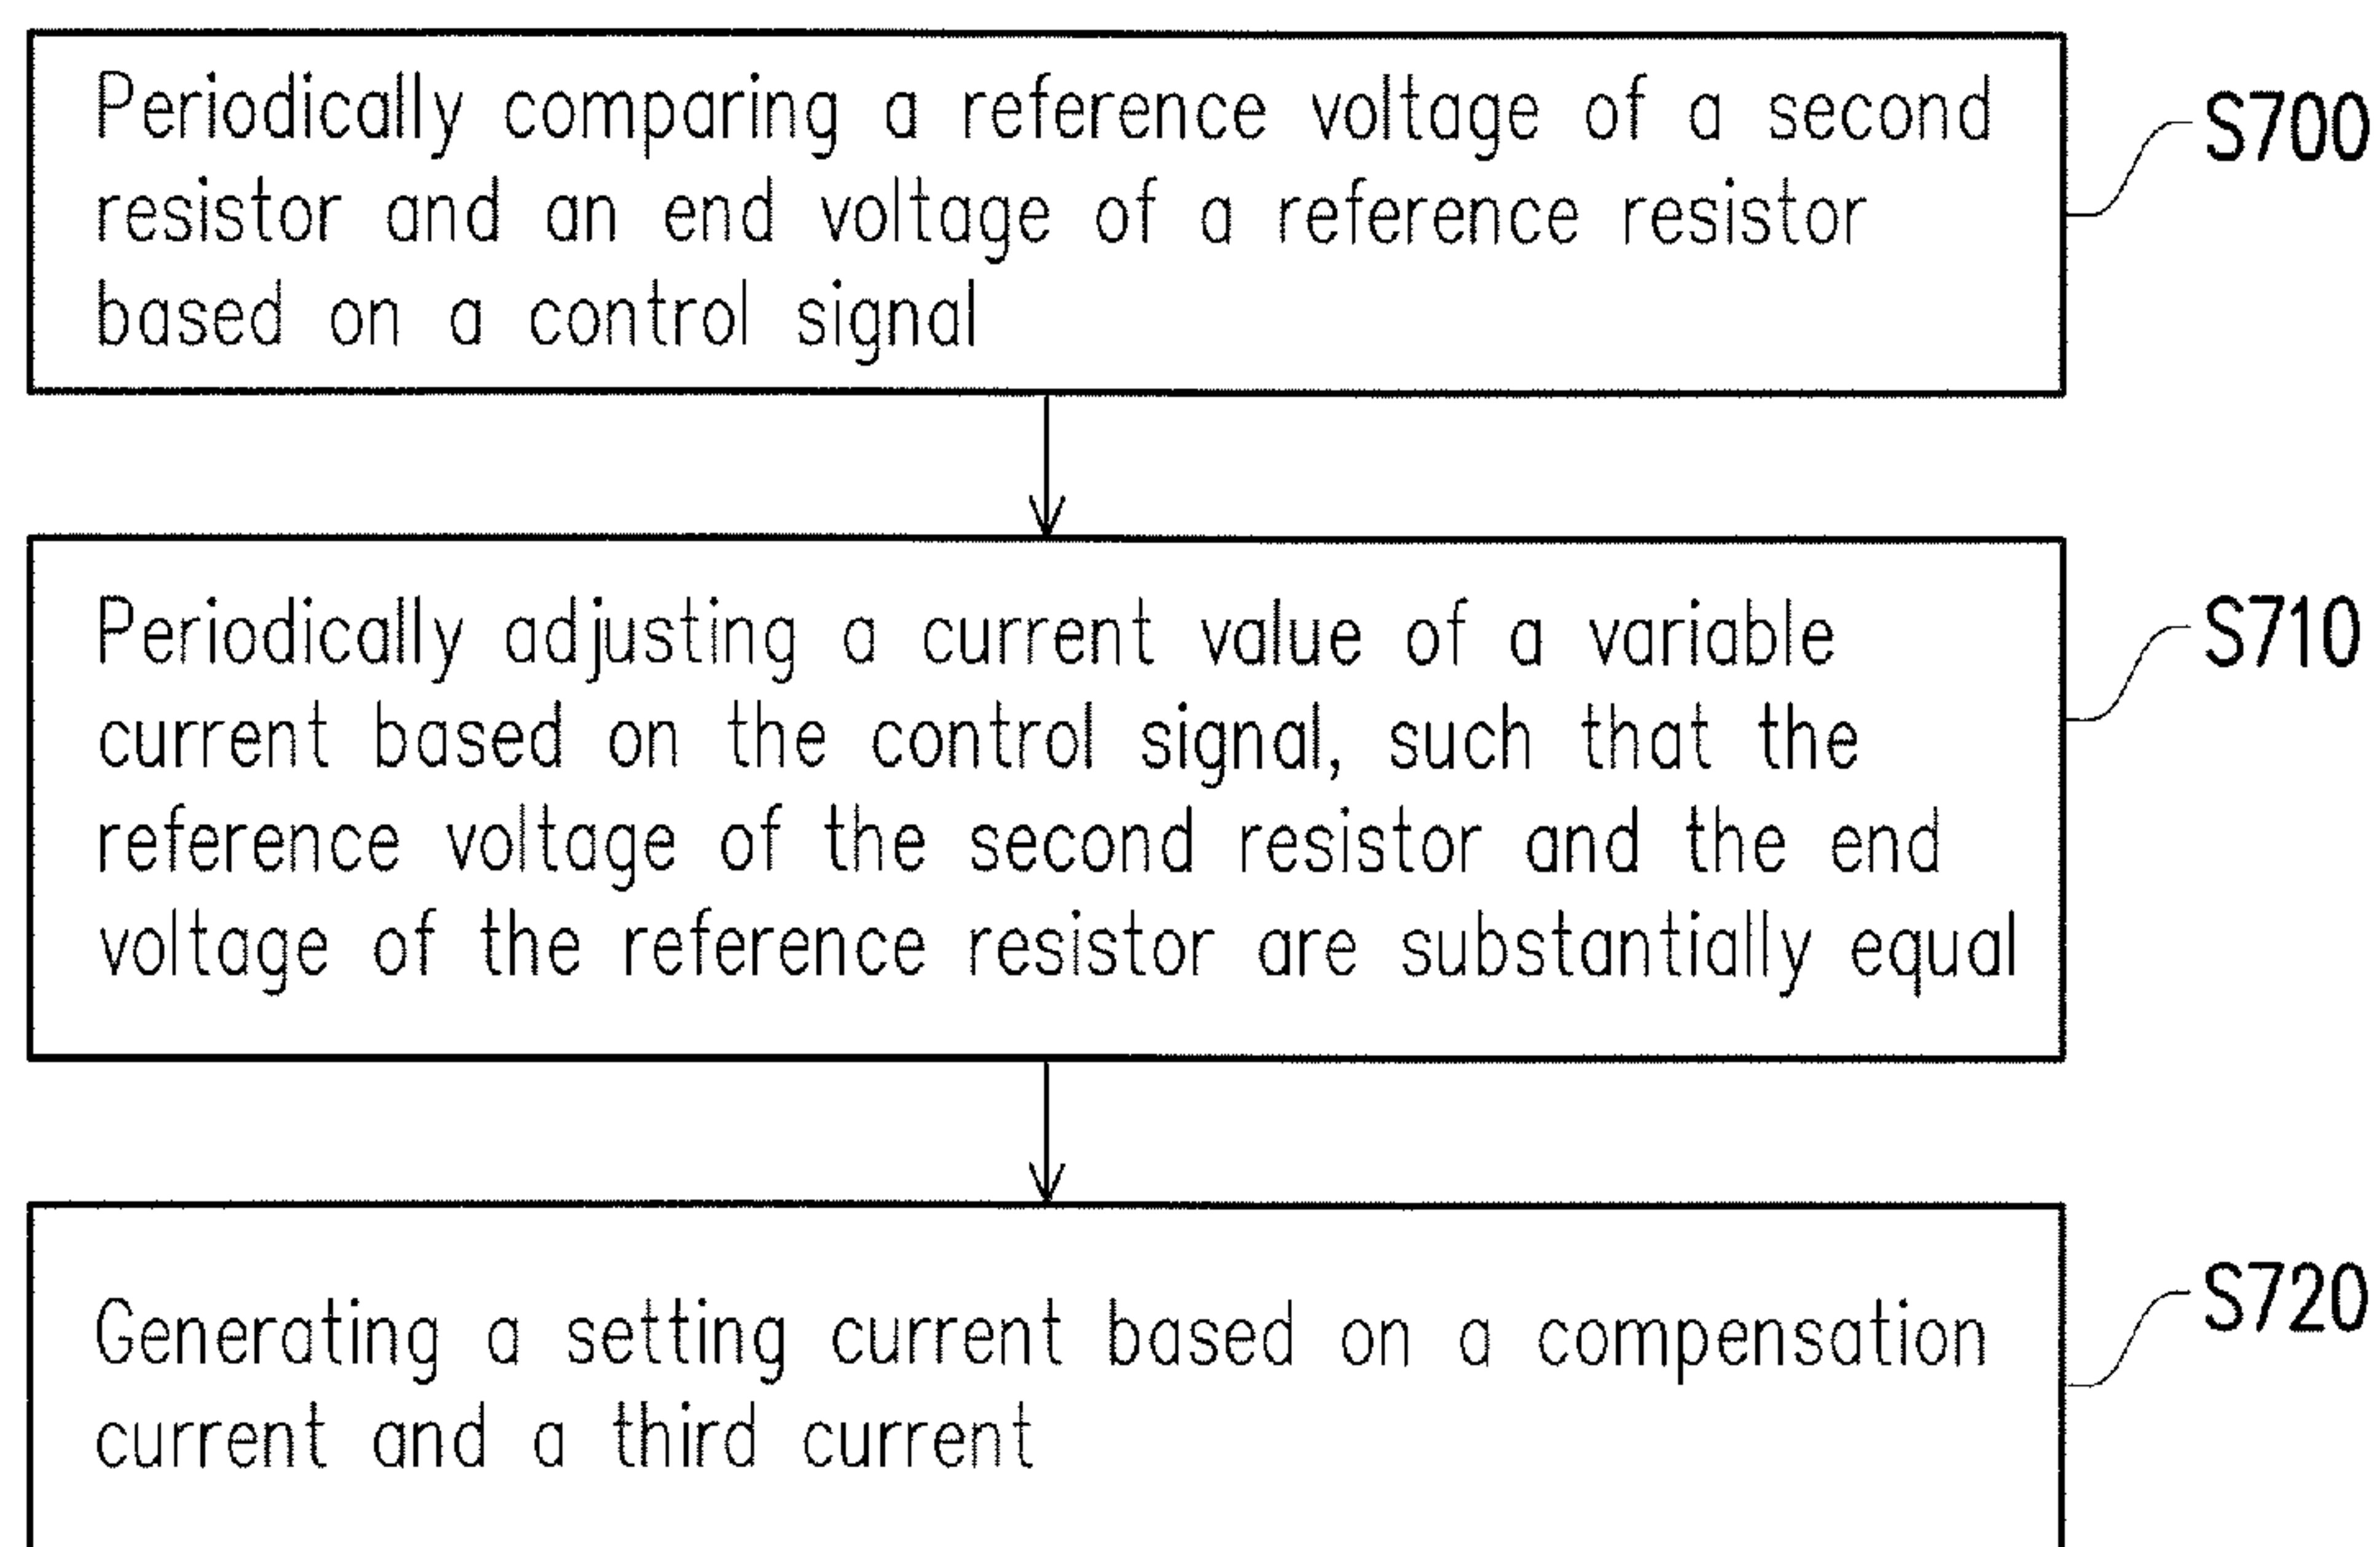 Periodically comparing a reference voltage of a second
resistor and an end voltage of a reference resistor
based on a control signal
S700
Periodically adjusting a current value of a variable
current based on the control signal, such that the
reference voltage of the second resistor and the end
voltage of the reference resistor are substantially equal
S710
Generating a setting current based on a compensation
current and a third current
S720